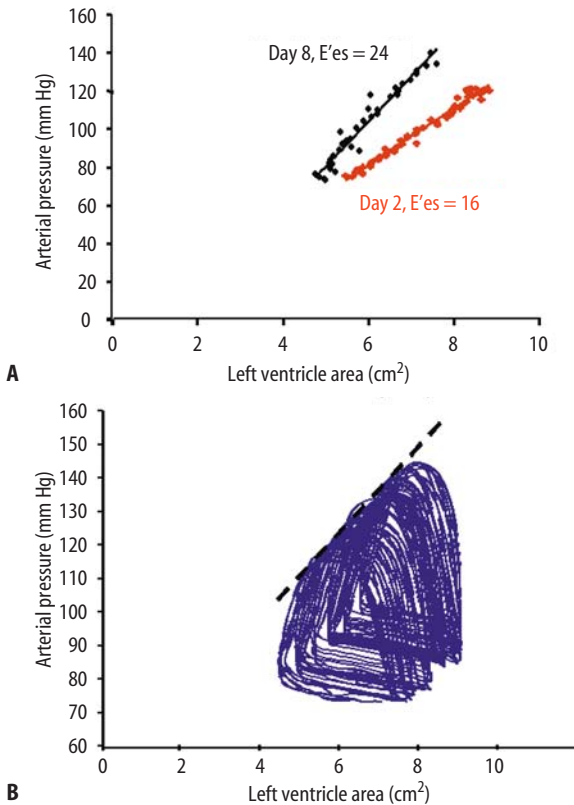 160
140
120
100
80
60
40
20
0
Arterial pressure (mm Hg)
Day 8, E'es = 24
Day 2, E'es = 16
0 2 4 6 8 10
Left ventricle area (cm²)
A
160
150
140
130
120
110
100
90
80
70
60
Arterial pressure (mm Hg)
0 2 4 6 8 10
Left ventricle area (cm²)
B